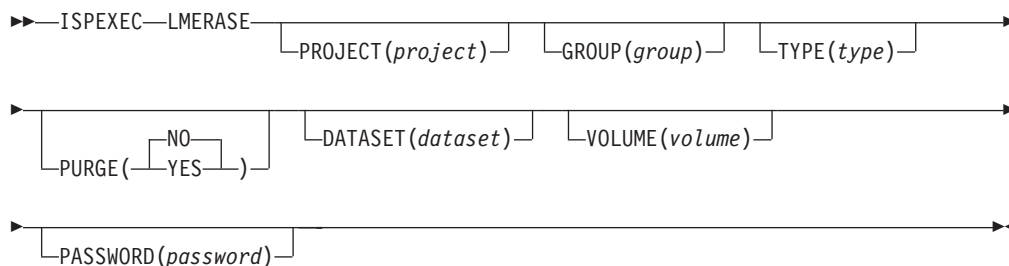 ISPEXEC LMERASE
PROJECT(project) GROUP(group) TYPE(type)
NO
PURGE( YES ) DATASET(dataset) VOLUME(volume)
PASSWORD(password)